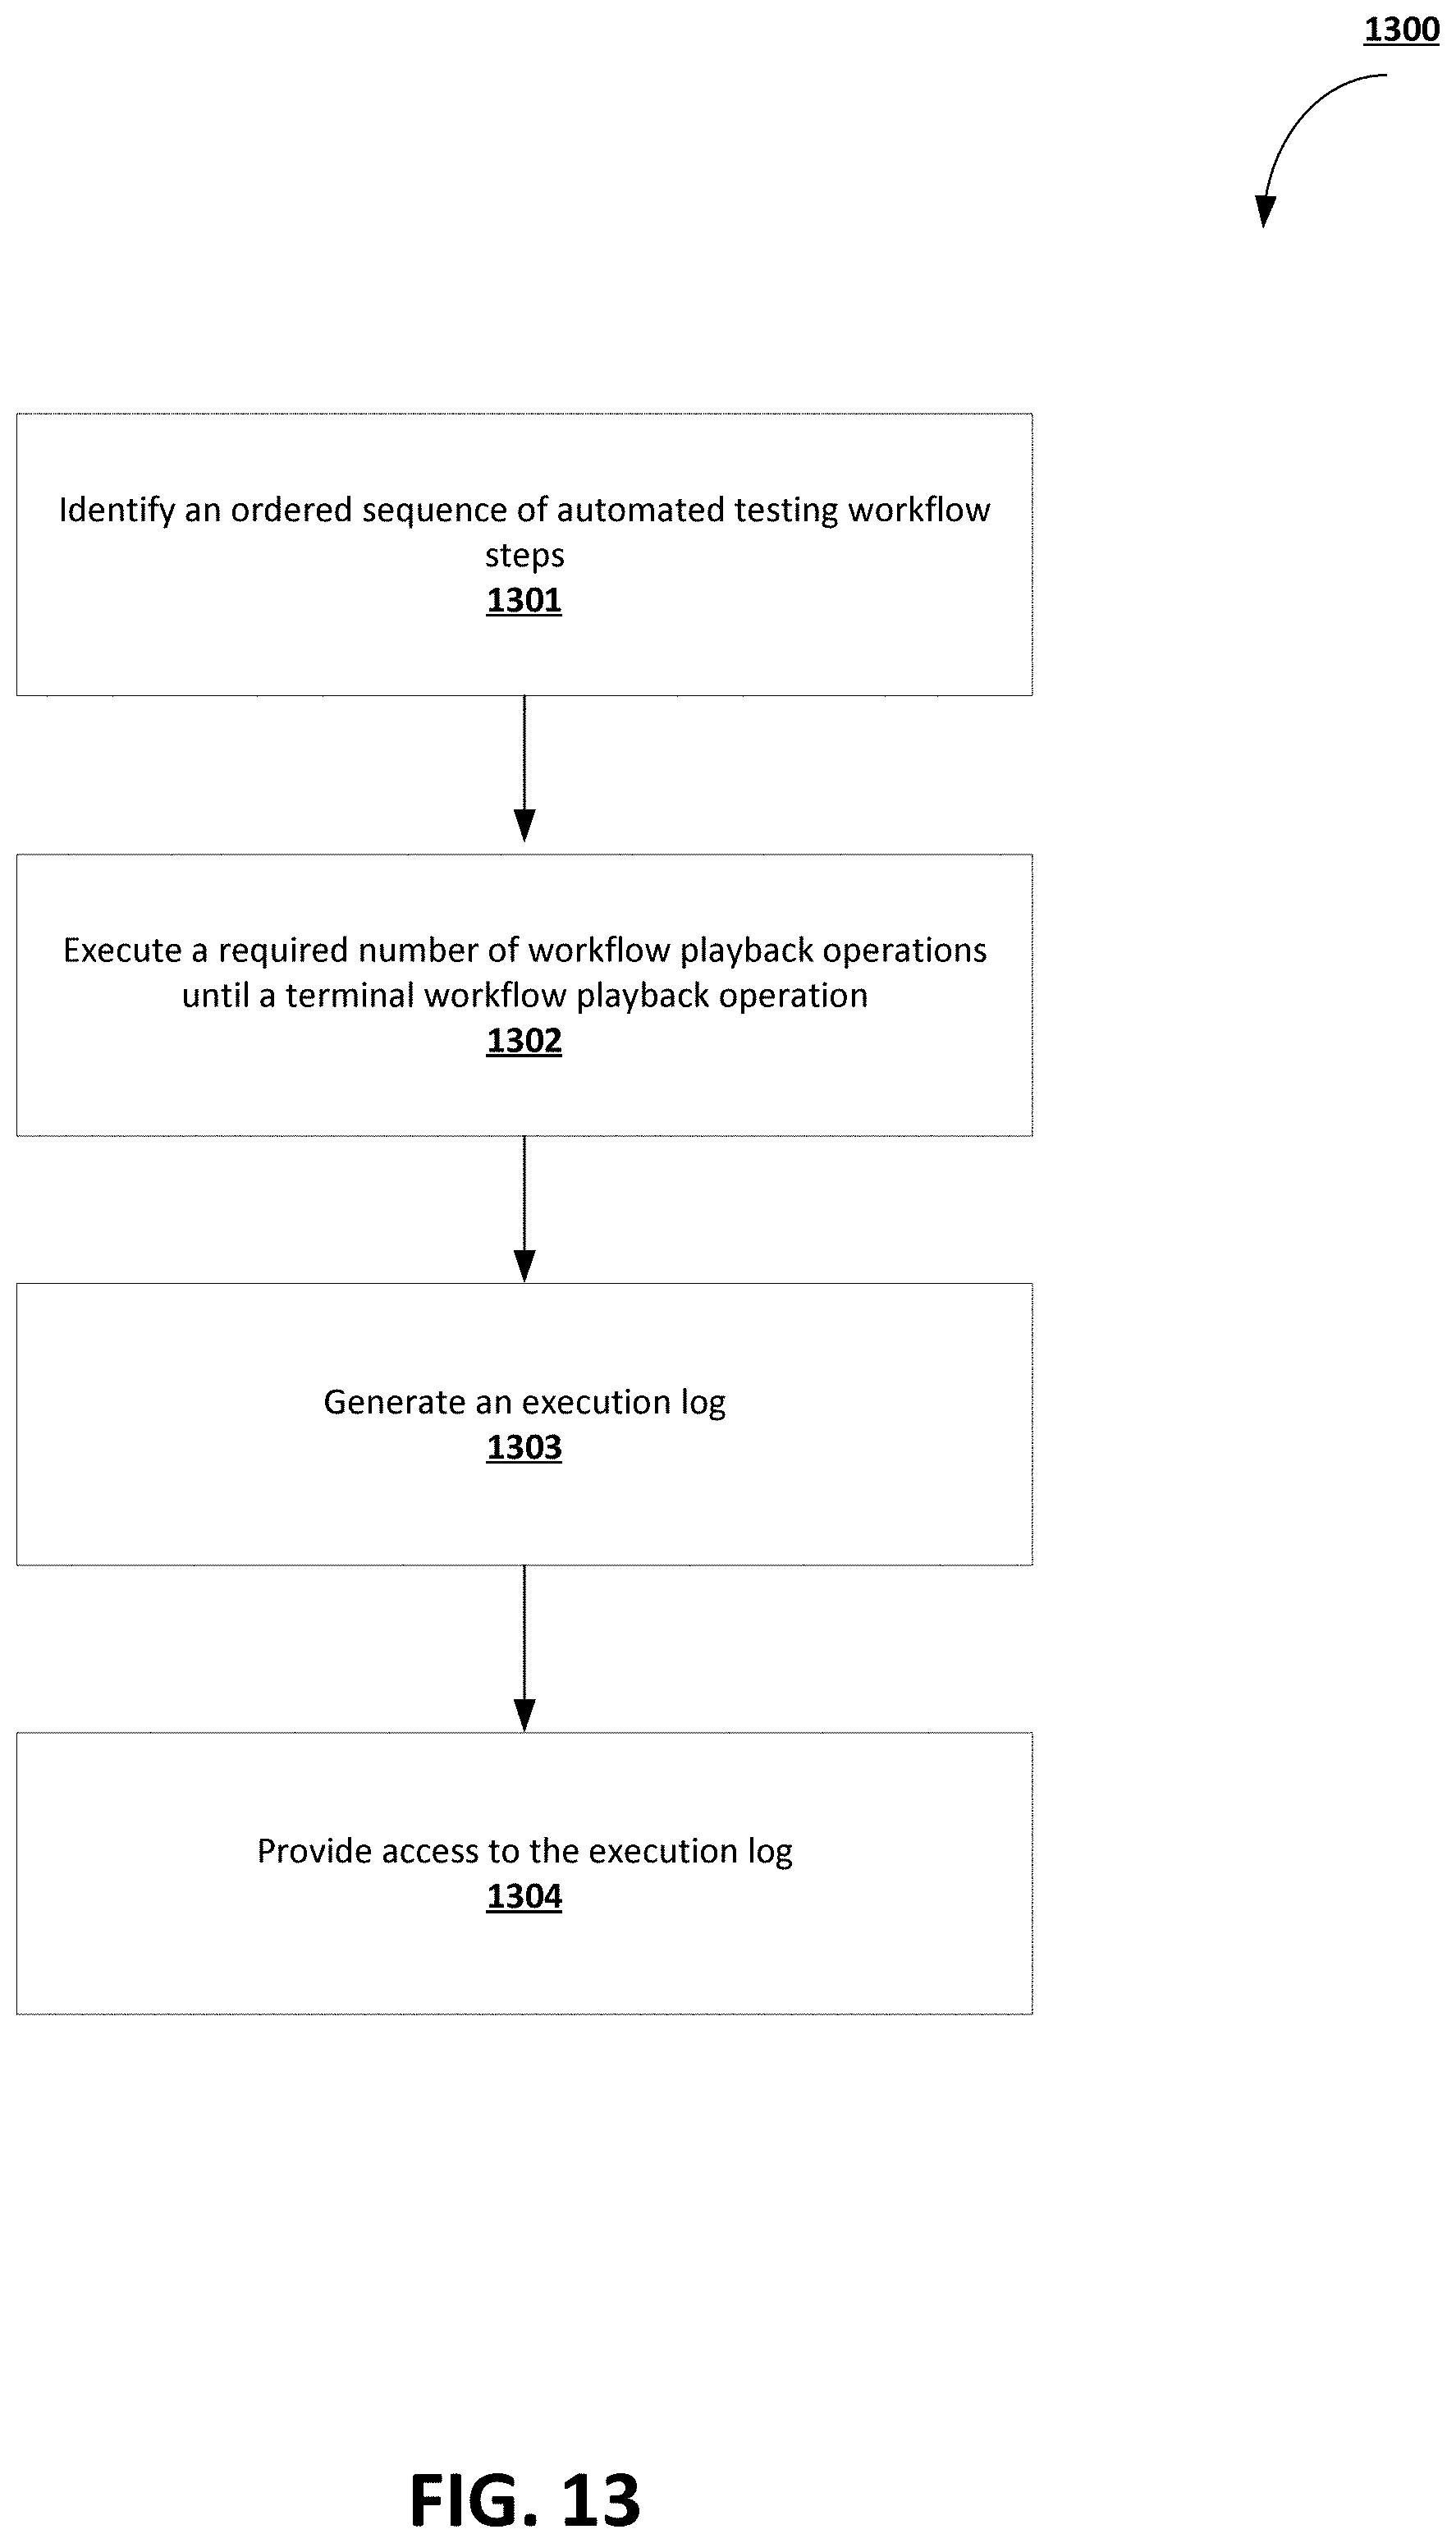 1300
Identify an ordered sequence of automated testing workflow
steps
1301
Execute a required number of workflow playback operations
until a terminal workflow playback operation
1302
Generate an execution log
1303
Provide access to the execution log
1304
FIG. 13